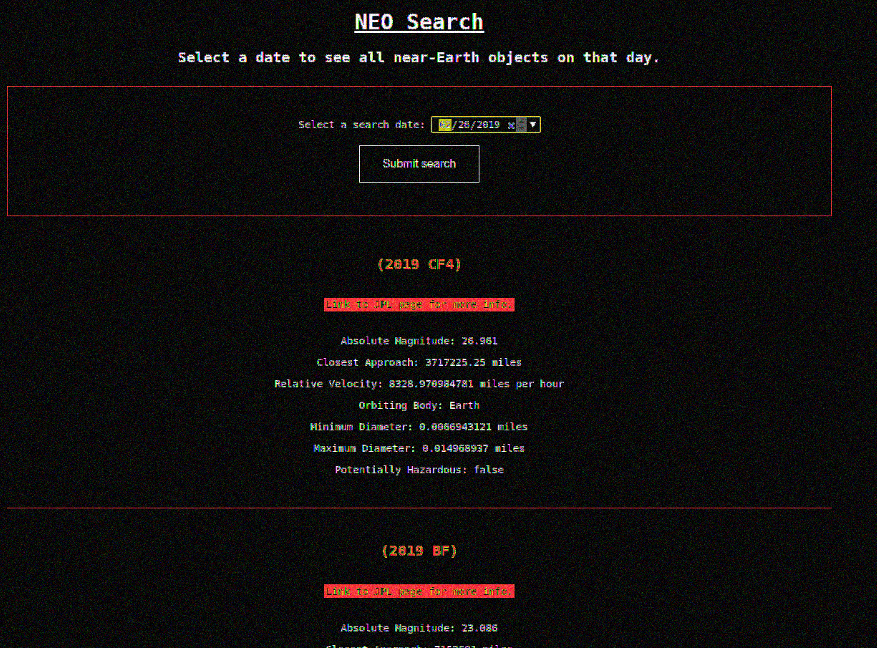 NEO Search
Select a date to see all near-Earth objects on that day.
Select a search date: /26/2019
Submit search
(2019 CF4)
Link to JPL page for more info.
Absolute Magnitude: 26.961
Closest Approach: 3717225.25 miles
Relative Velocity: 8328.970984781 miles per hour
Orbiting Body: Earth
Minimum Diameter: 0.0066943121 miles
Maximum Diameter: 0.014968937 miles
Potentially Hazardous: false
(2019 BF)
Link to JPL page for more info.
Absolute Magnitude: 23.086